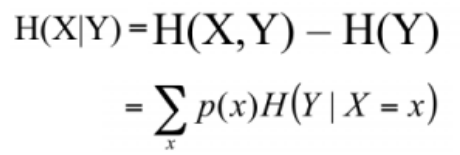 H(X|Y)=H(X,Y) – H(Y)
= ∑ p(x)H(Y | X = x)
x